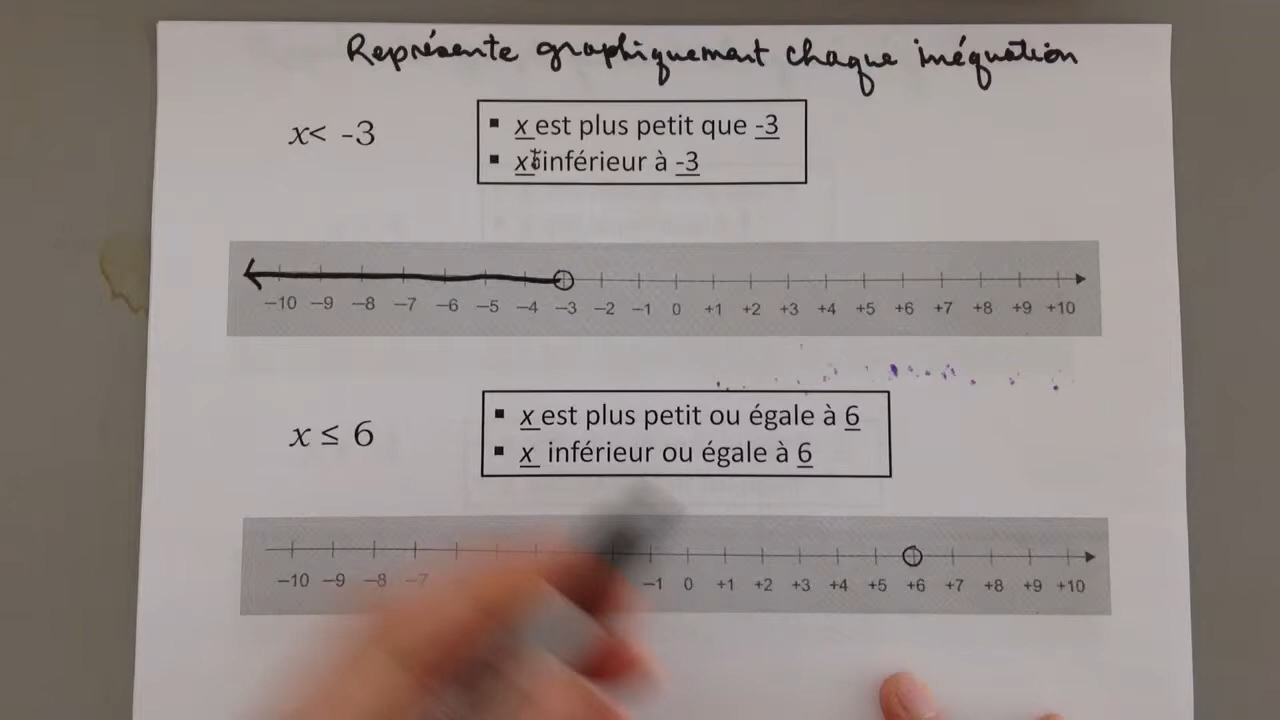 Représente graphiquement chaque inéquation
x < -3
▪ x est plus petit que -3
▪ x inférieur à -3
–10 –9 –8 –7 –6 –5 –4 –3 –2 –1 0 +1 +2 +3 +4 +5 +6 +7 +8 +9 +10
x ≤ 6
▪ x est plus petit ou égale à 6
▪ x inférieur ou égale à 6
–10 –9 –8 –7 –1 0 +1 +2 +3 +4 +5 +6 +7 +8 +9 +10